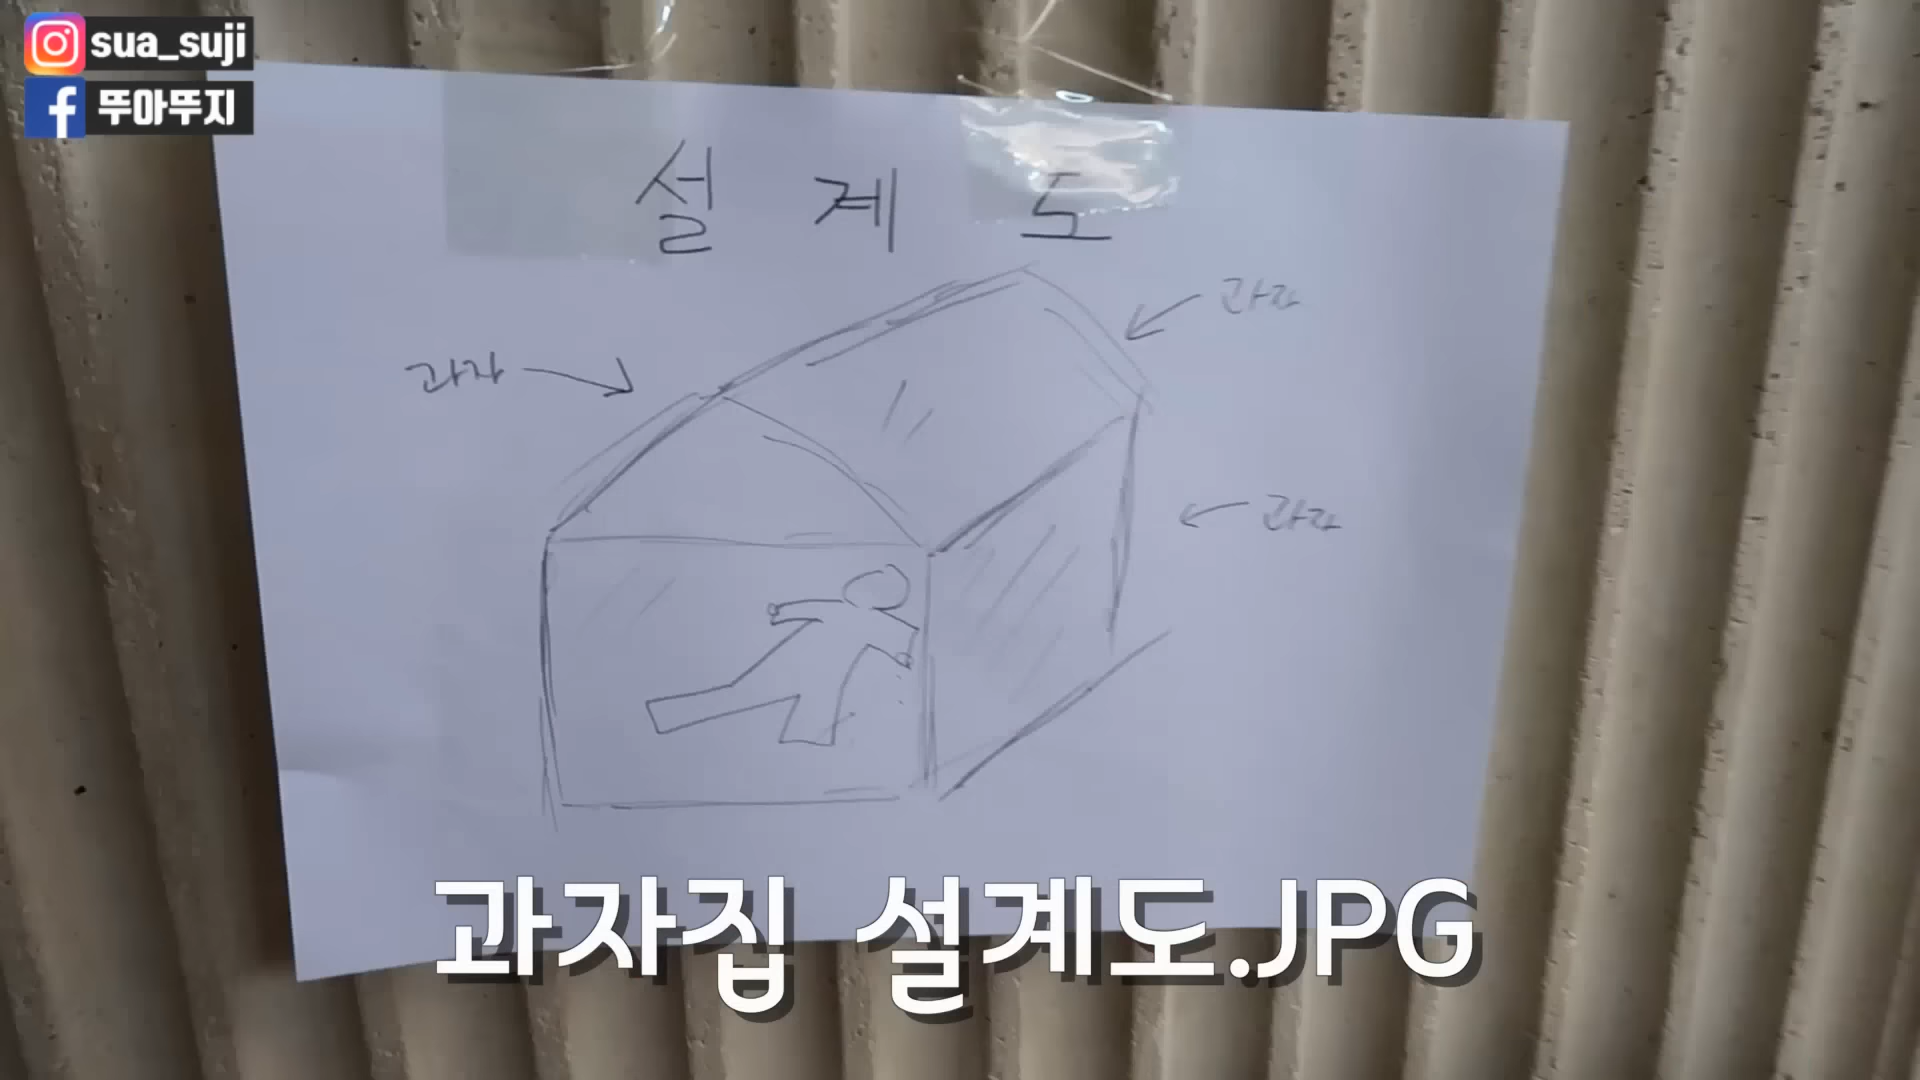 sua_suji
뚜아뚜지
설 계 도
과자
과자
과자
과자집 설계도.JPG